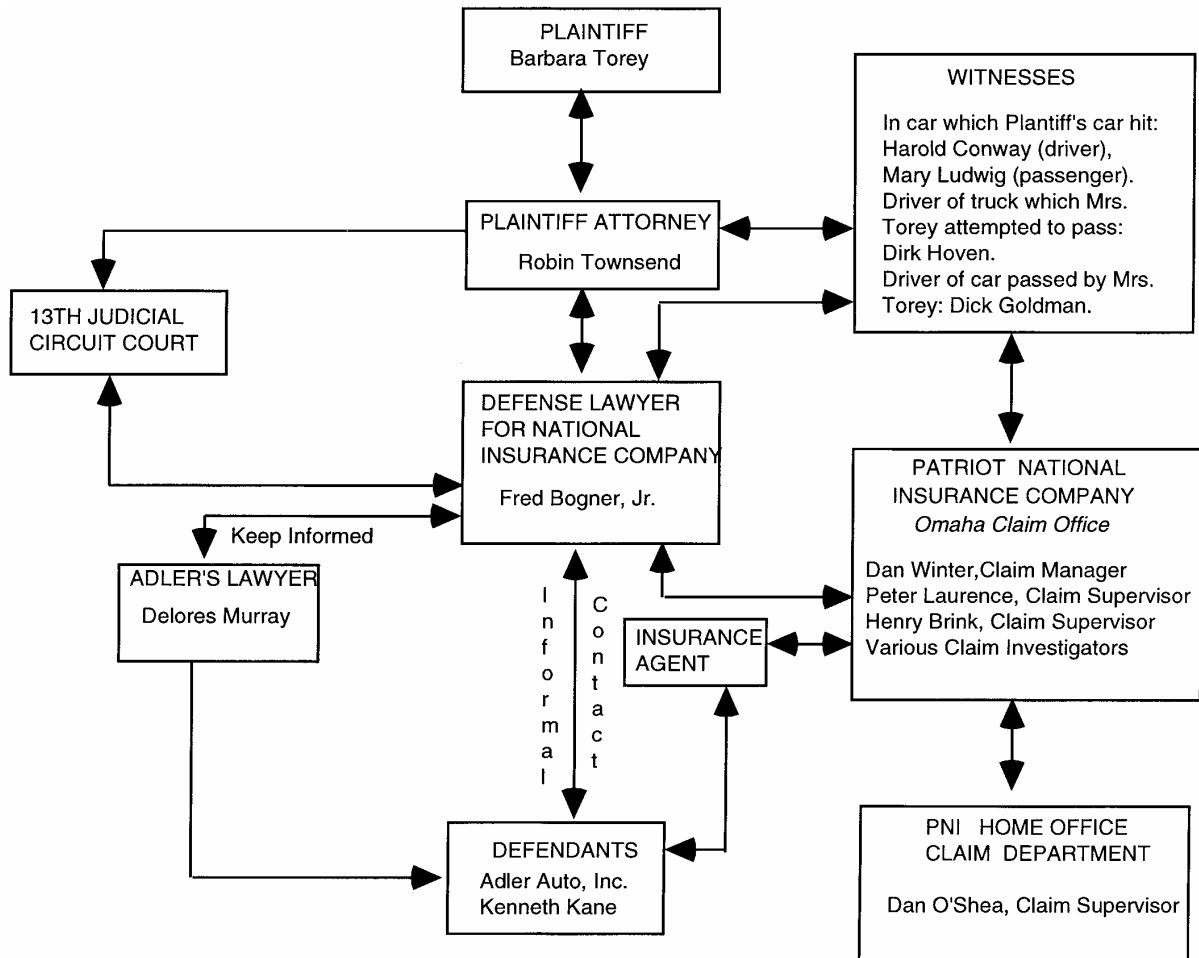 PLAINTIFF
Barbara Torey
WITNESSES
In car which Plantiff's car hit:
Harold Conway (driver),
Mary Ludwig (passenger).
Driver of truck which Mrs.
Torey attempted to pass:
Dirk Hoven.
Driver of car passed by Mrs.
Torey: Dick Goldman.
PLAINTIFF ATTORNEY
Robin Townsend
13TH JUDICIAL
CIRCUIT COURT
DEFENSE LAWYER
FOR NATIONAL
INSURANCE COMPANY
Fred Bogner, Jr.
PATRIOT NATIONAL
INSURANCE COMPANY
Omaha Claim Office
Dan Winter,Claim Manager
Peter Laurence, Claim Supervisor
Henry Brink, Claim Supervisor
Various Claim Investigators
Keep Informed
ADLER'S LAWYER
Delores Murray
Informal
Contact
INSURANCE
AGENT
DEFENDANTS
Adler Auto, Inc.
Kenneth Kane
PNI HOME OFFICE
CLAIM DEPARTMENT
Dan O'Shea, Claim Supervisor